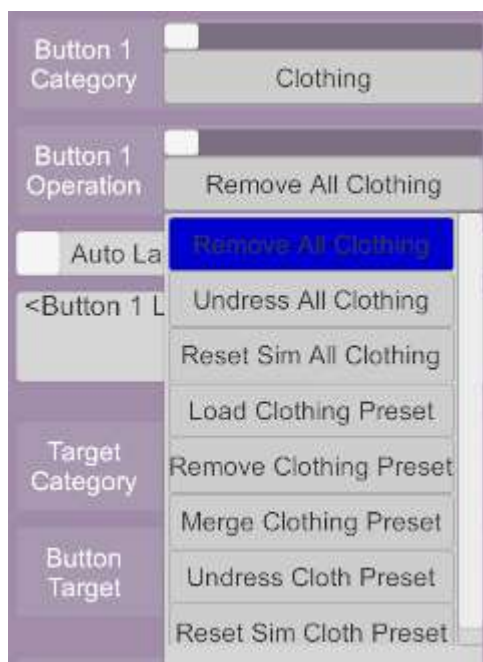 Button 1
Category
Clothing
Button 1
Operation
Remove All Clothing
Auto La
Remove All Clothing
<Button 1 L
Undress All Clothing
Reset Sim All Clothing
Load Clothing Preset
Target
Category
Remove Clothing Preset
Merge Clothing Preset
Button
Target
Undress Cloth Preset
Reset Sim Cloth Preset